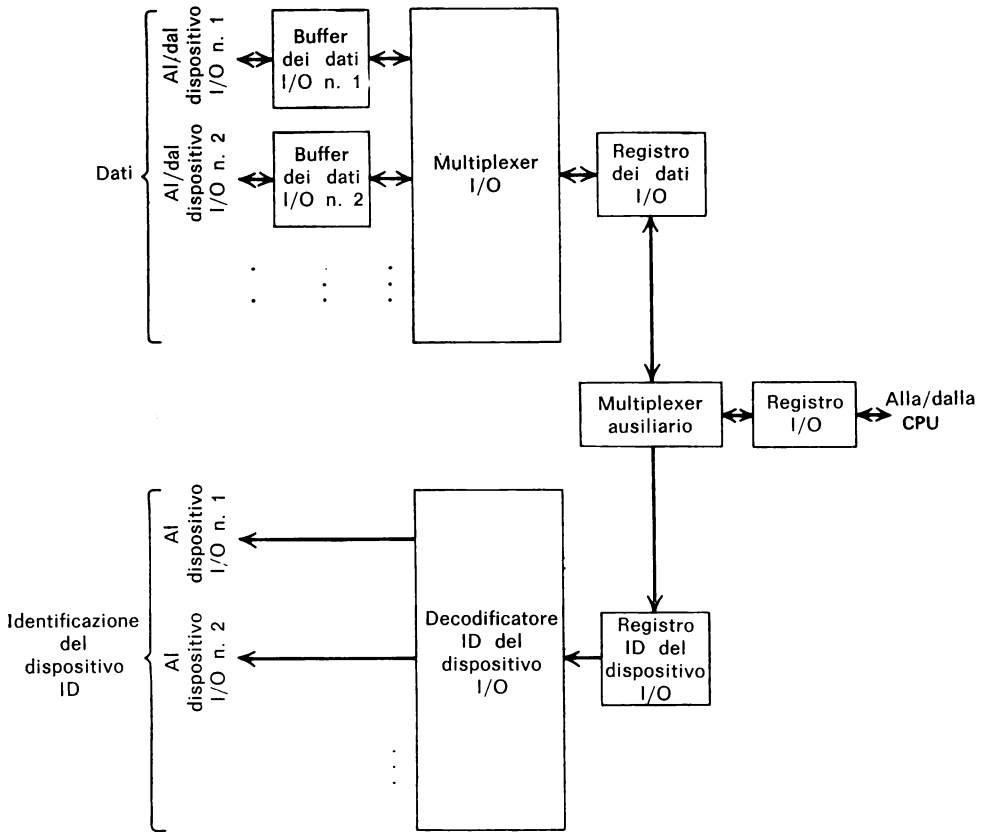 Dati
Al/dal
dispositivo
I/O n. 1
Buffer
dei dati
I/O n. 1
Al/dal
dispositivo
I/O n. 2
Buffer
dei dati
I/O n. 2
Multiplexer
I/O
Registro
dei dati
I/O
Multiplexer
ausiliario
Registro
I/O
Alla/dalla
CPU
Identificazione
del
dispositivo
ID
Al
dispositivo
I/O n. 1
Al
dispositivo
I/O n. 2
Decodificatore
ID del
dispositivo
I/O
Registro
ID del
dispositivo
I/O